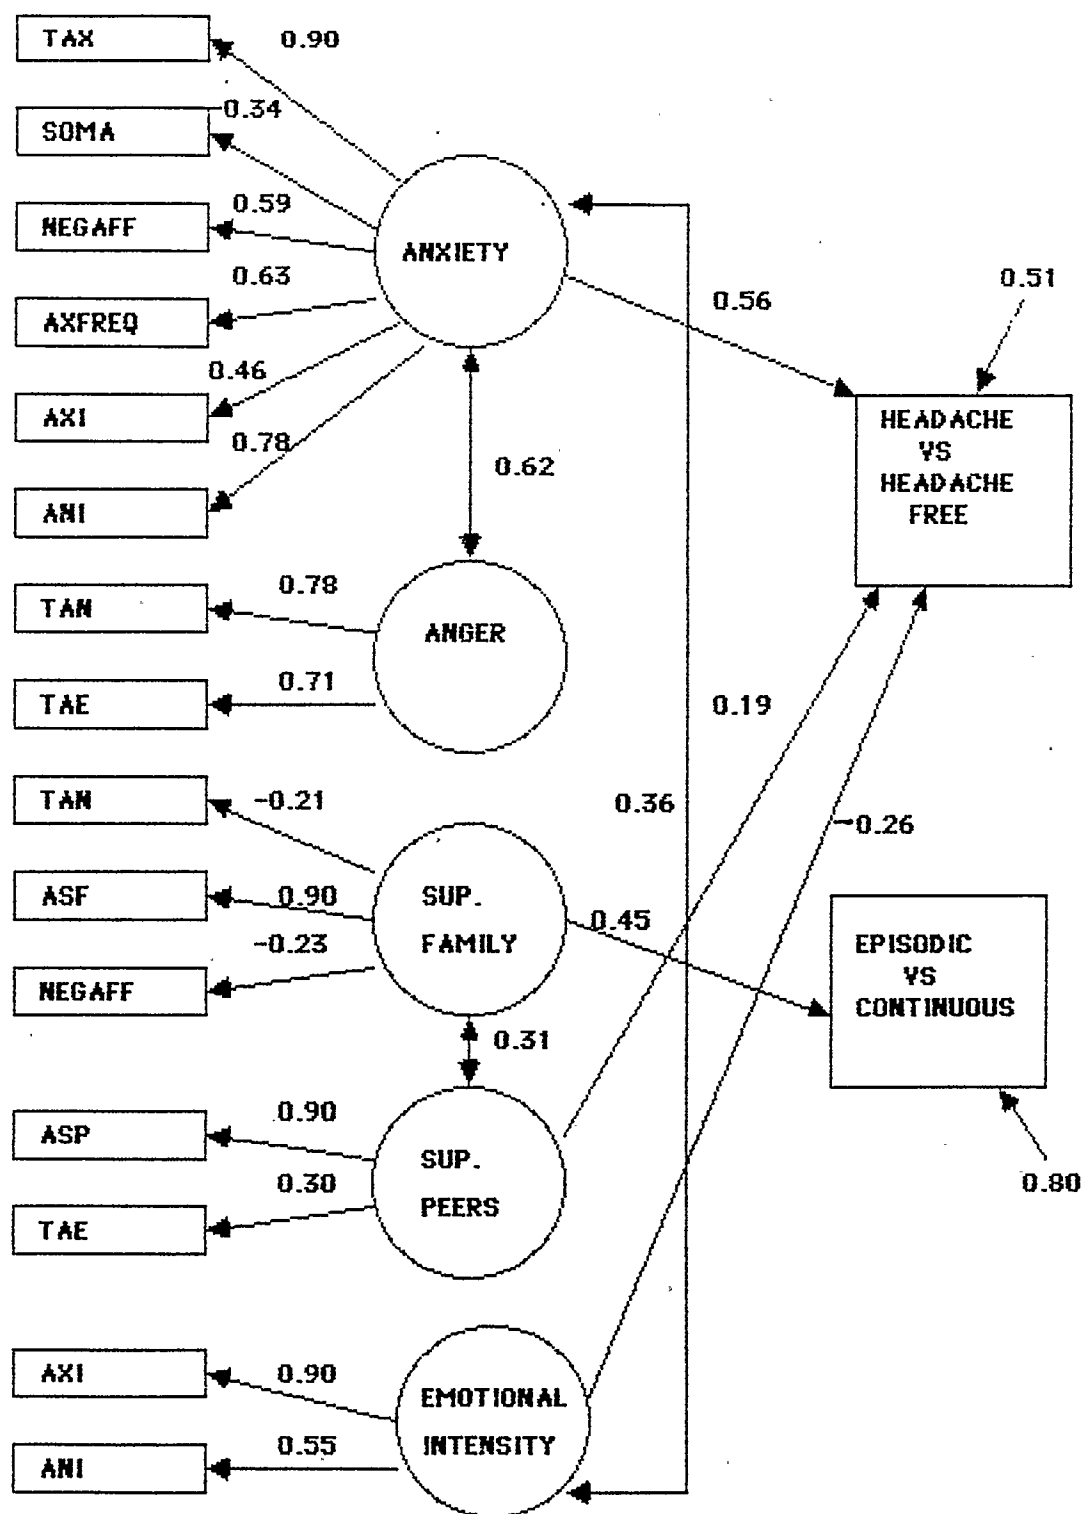 TAX
0.90
SOMA
0.34
NEGAFF
0.59
ANXIETY
AXFREQ
0.63
0.56
0.51
AXI
0.46
0.78
HEADACHE
VS
HEADACHE
FREE
0.62
ANI
TAN
0.78
ANGER
TAE
0.71
0.19
TAN
-0.21
0.36
-0.26
ASF
0.90
SUP.
FAMILY
0.45
EPISODIC
VS
CONTINUOUS
NEGAFF
-0.23
0.31
ASP
0.90
SUP.
PEERS
0.80
TAE
0.30
AXI
0.90
EMOTIONAL
INTENSITY
ANI
0.55